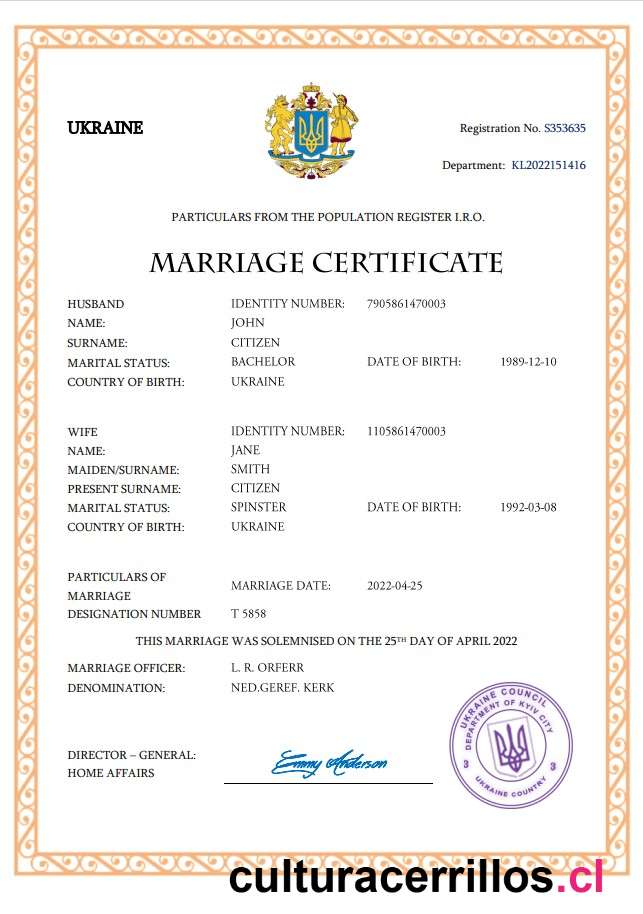 UKRAINE
Registration No. S353635
Department: KL2022151416
PARTICULARS FROM THE POPULATION REGISTER I.R.O.
MARRIAGE CERTIFICATE
HUSBAND IDENTITY NUMBER: 7905861470003
NAME: JOHN
SURNAME: CITIZEN
MARITAL STATUS: BACHELOR DATE OF BIRTH: 1989-12-10
COUNTRY OF BIRTH: UKRAINE
WIFE IDENTITY NUMBER: 1105861470003
NAME: JANE
MAIDEN/SURNAME: SMITH
PRESENT SURNAME: CITIZEN
MARITAL STATUS: SPINSTER DATE OF BIRTH: 1992-03-08
COUNTRY OF BIRTH: UKRAINE
PARTICULARS OF
MARRIAGE MARRIAGE DATE: 2022-04-25
DESIGNATION NUMBER T 5858
THIS MARRIAGE WAS SOLEMNISED ON THE 25TH DAY OF APRIL 2022
MARRIAGE OFFICER: L. R. ORFERR
DENOMINATION: NED.GEREF. KERK
DIRECTOR – GENERAL:
HOME AFFAIRS
Emmy Anderson
UKRAINE COUNCIL
DEPARTMENT OF KYIV CITY
3 3
UKRAINE COUNTRY
culturacerrillos.cl